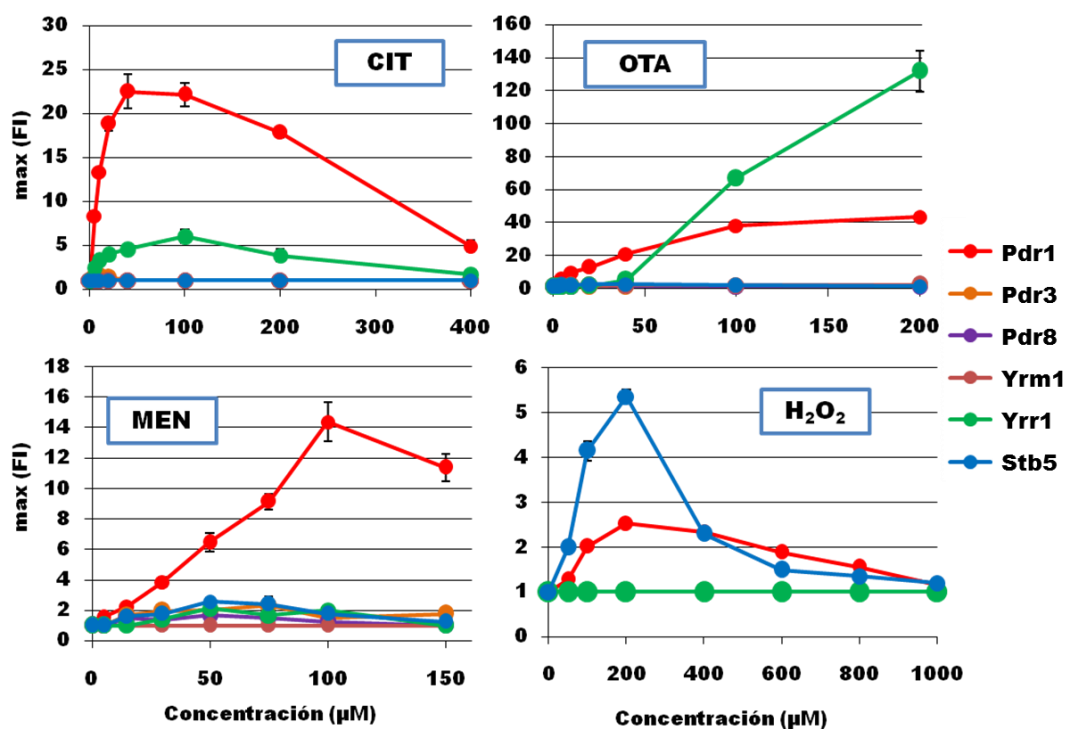 CIT
max (FI)
30
25
20
15
10
5
0
0 100 200 300 400
OTA
160
140
120
100
80
60
40
20
0
0 50 100 150 200
MEN
max (FI)
18
16
14
12
10
8
6
4
2
0
0 50 100 150
Concentración (µM)
H2O2
6
5
4
3
2
1
0
0 200 400 600 800 1000
Concentración (µM)
Pdr1
Pdr3
Pdr8
Yrm1
Yrr1
Stb5